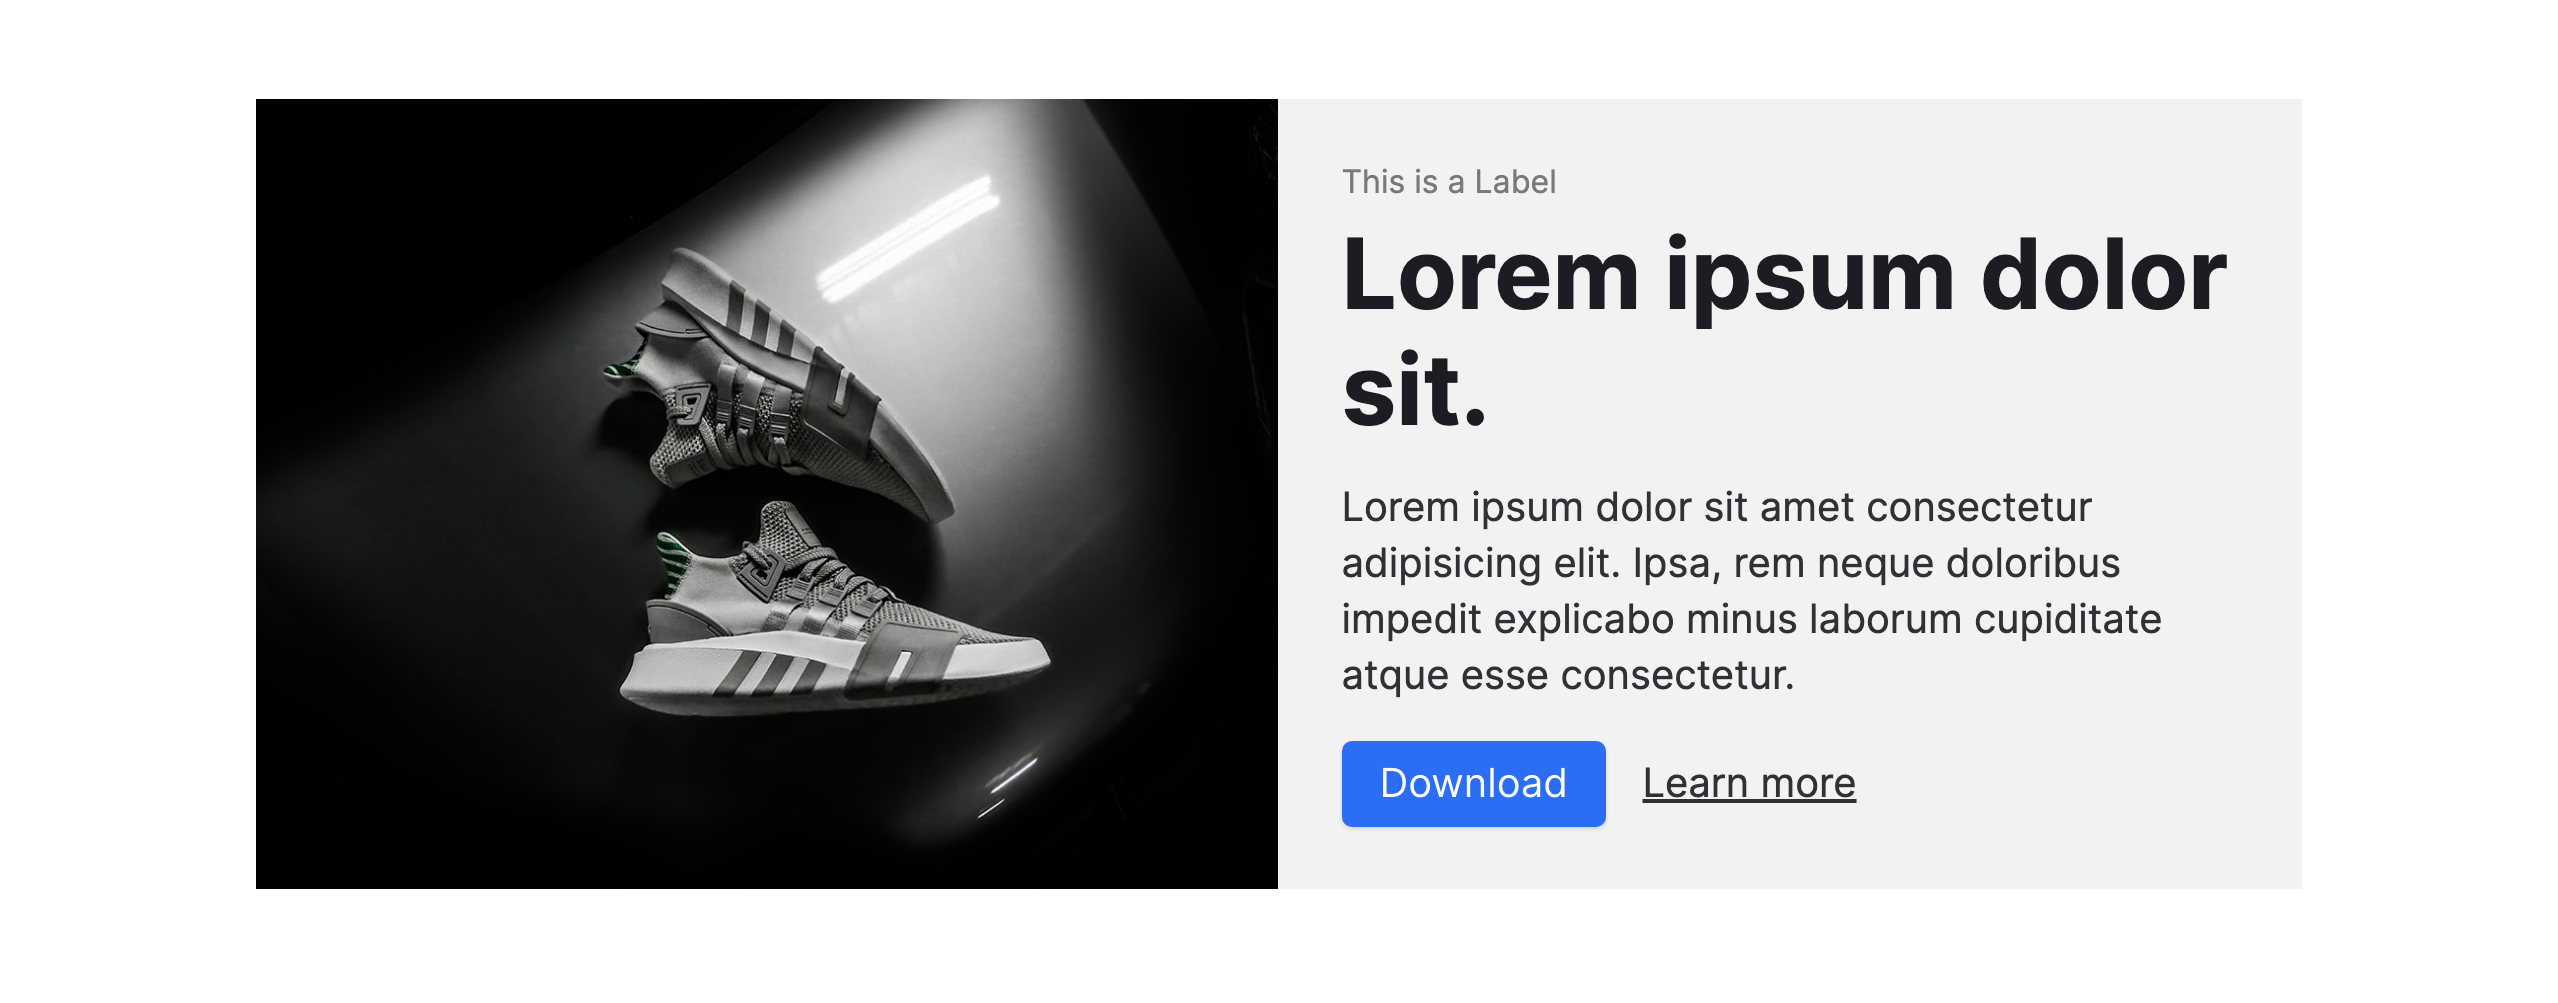 This is a Label
Lorem ipsum dolor
sit.
Lorem ipsum dolor sit amet consectetur
adipisicing elit. Ipsa, rem neque doloribus
impedit explicabo minus laborum cupiditate
atque esse consectetur.
Download
Learn more